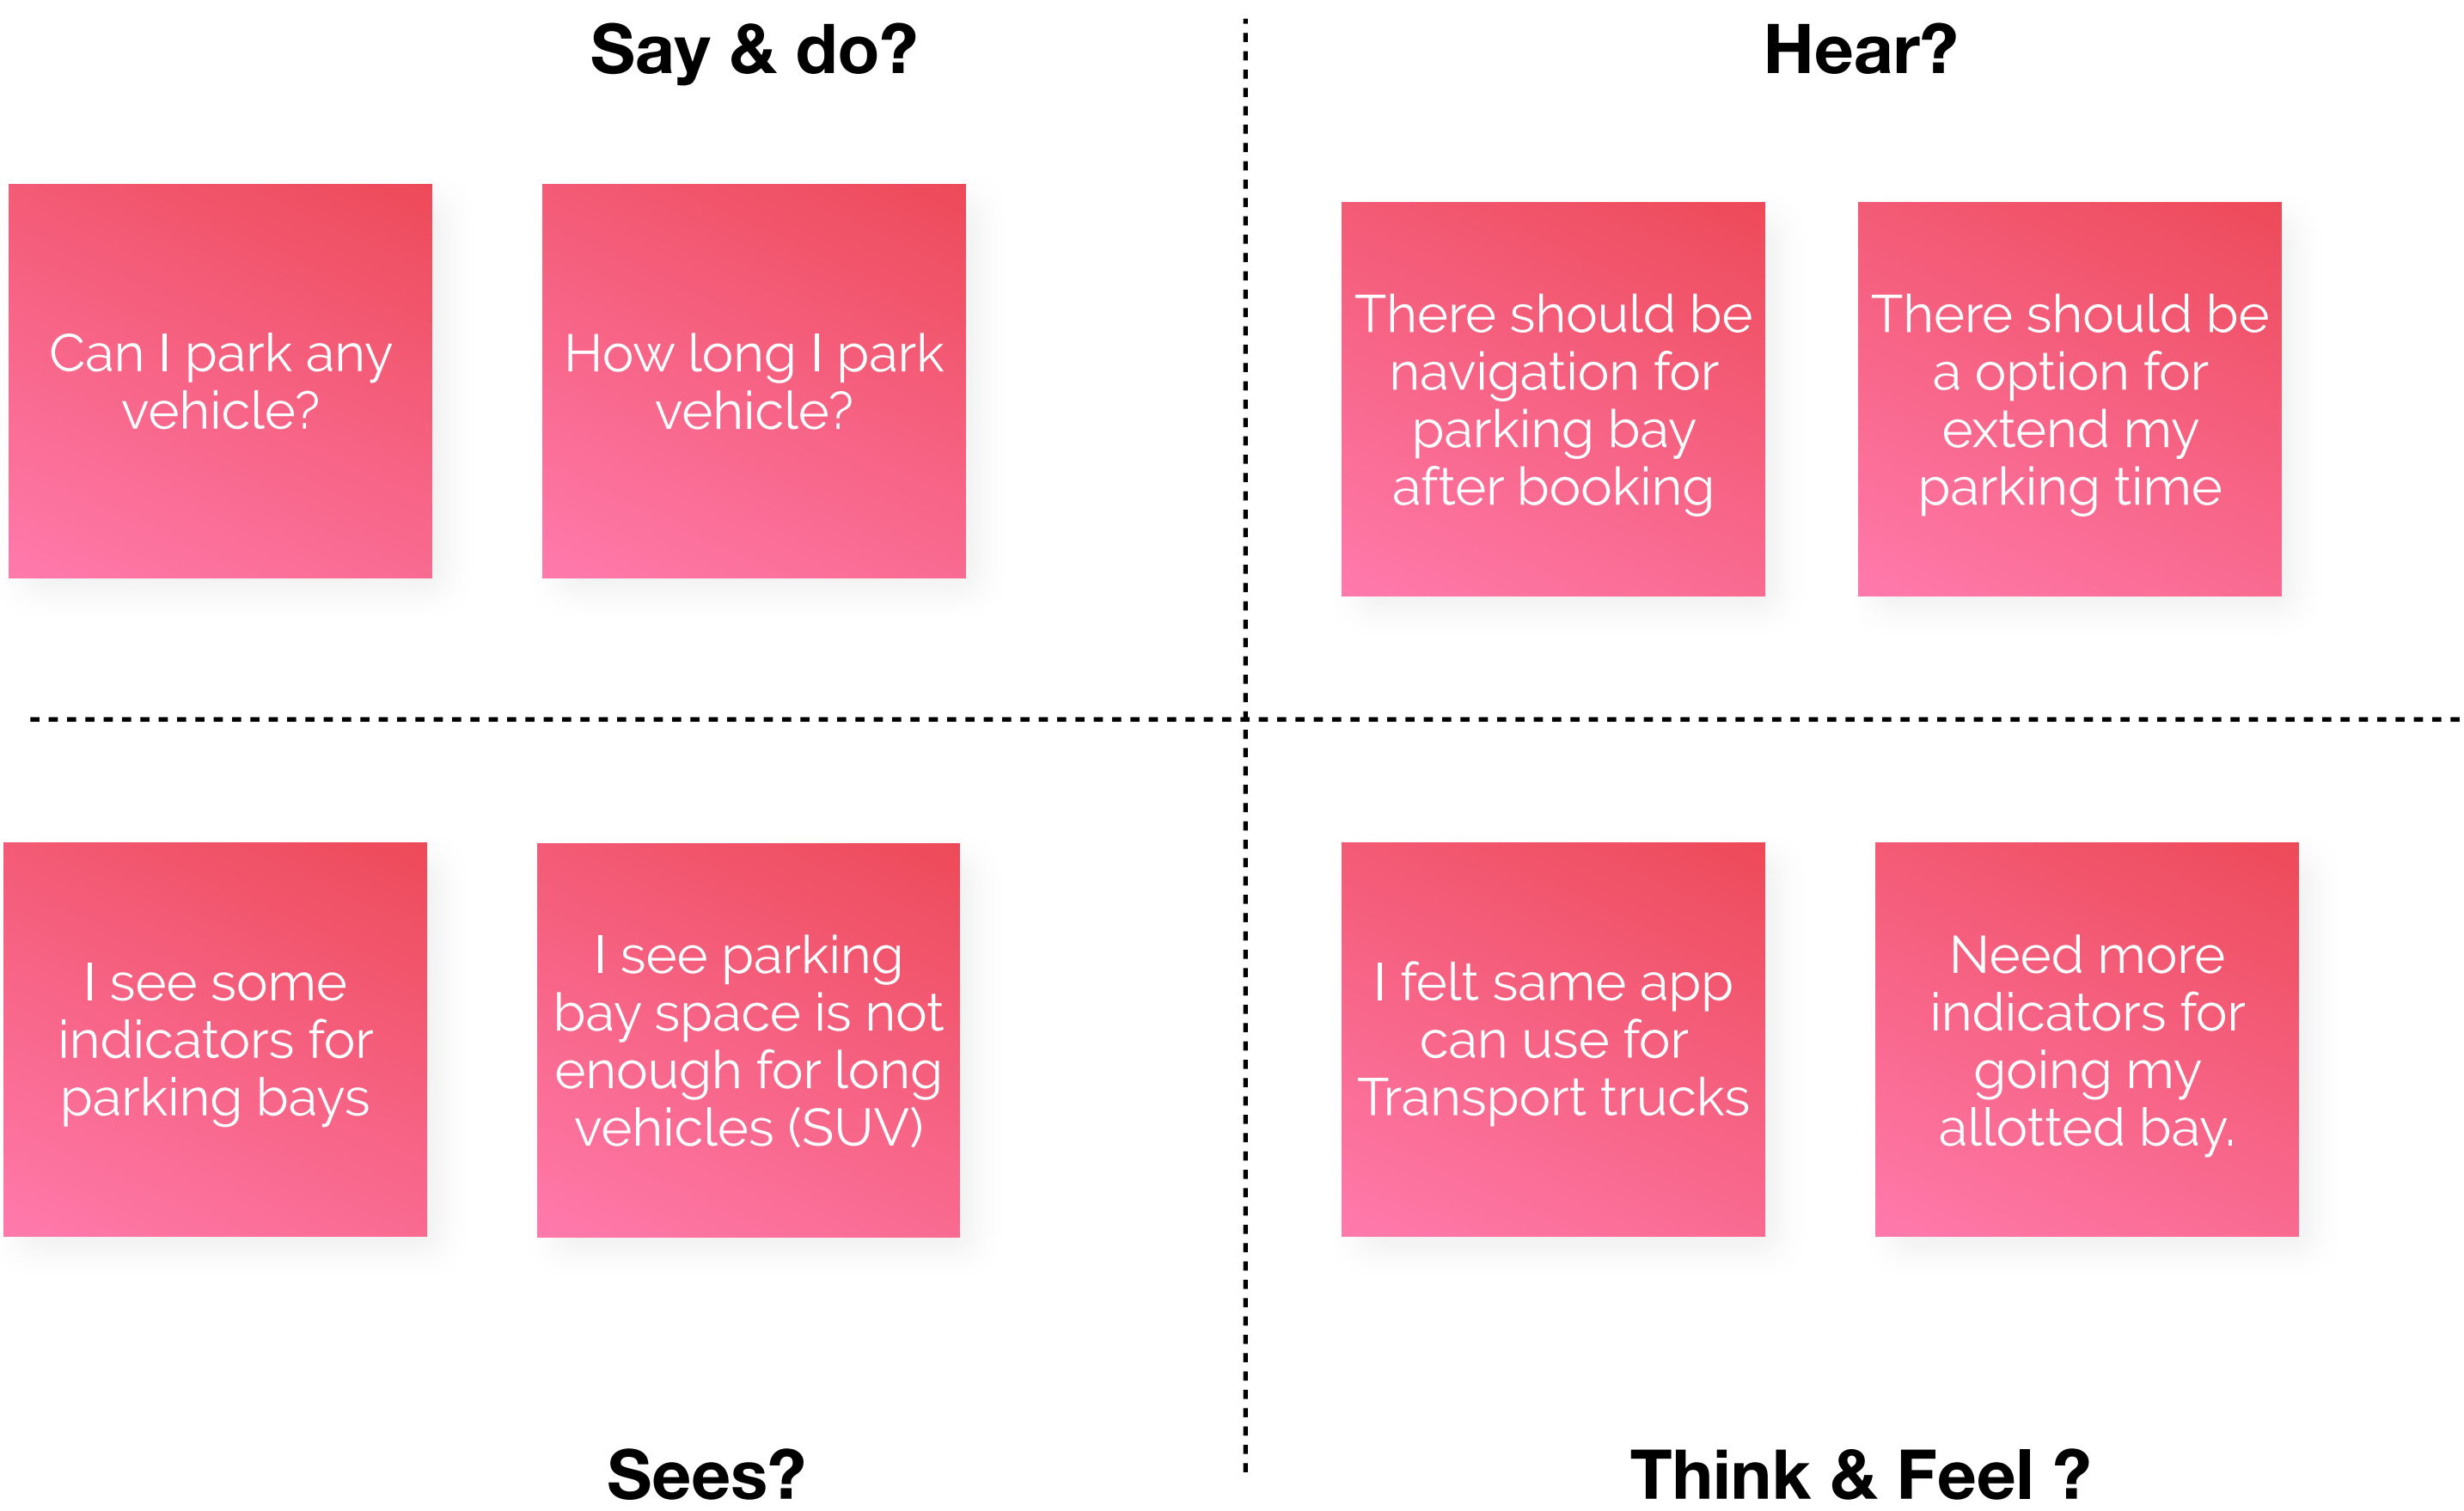 Say & do?
Can I park any
vehicle?
How long I park
vehicle?
Hear?
There should be
navigation for
parking bay
after booking
There should be
a option for
extend my
parking time
I see some
indicators for
parking bays
I see parking
bay space is not
enough for long
vehicles (SUV)
Sees?
I felt same app
can use for
Transport trucks
Need more
indicators for
going my
allotted bay.
Think & Feel ?